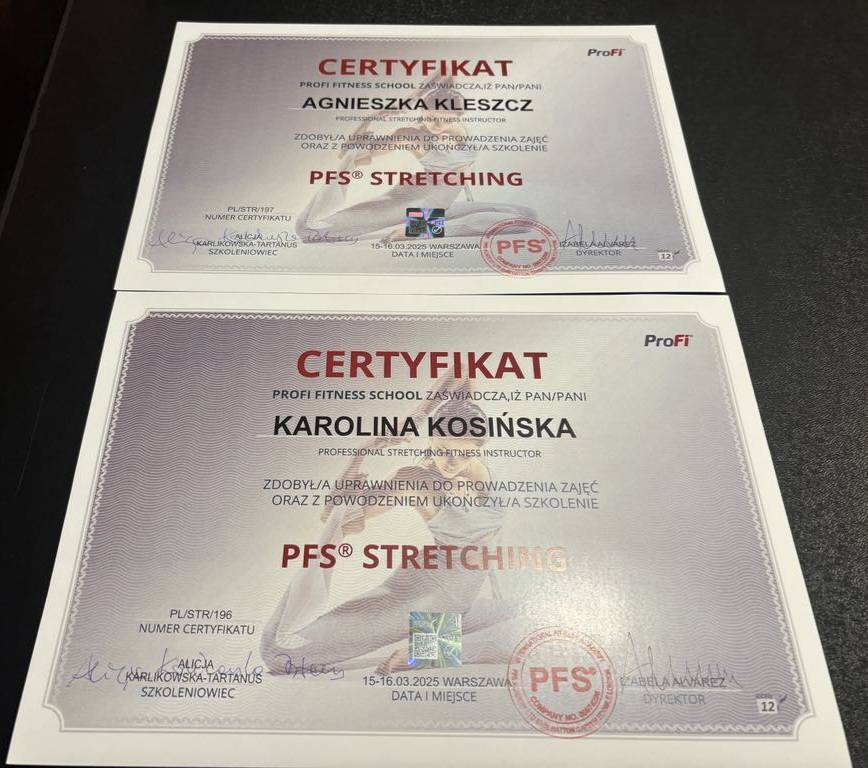 ProFi
CERTYFIKAT
PROFI FITNESS SCHOOL ZAŚWIADCZA,IŻ PAN/PANI
AGNIESZKA KLESZCZ
PROFESSIONAL STRETCHING FITNESS INSTRUCTOR
ZDOBYŁ/A UPRAWNIENIA DO PROWADZENIA ZAJĘĆ
ORAZ Z POWODZENIEM UKOŃCZYŁ/A SZKOLENIE
PFS® STRETCHING
PL/STR/197
NUMER CERTYFIKATU
ALICJA
KARLIKOWSKA-TARTANUS
SZKOLENIOWIEC
15-16.03.2025 WARSZAWA
DATA I MIEJSCE
PFS
IZABELA ALVAREZ
DYREKTOR
12
ProFi
CERTYFIKAT
PROFI FITNESS SCHOOL ZAŚWIADCZA,IŻ PAN/PANI
KAROLINA KOSIŃSKA
PROFESSIONAL STRETCHING FITNESS INSTRUCTOR
ZDOBYŁ/A UPRAWNIENIA DO PROWADZENIA ZAJĘĆ
ORAZ Z POWODZENIEM UKOŃCZYŁ/A SZKOLENIE
PFS® STRETCHING
PL/STR/196
NUMER CERTYFIKATU
ALICJA
KARLIKOWSKA-TARTANUS
SZKOLENIOWIEC
15-16.03.2025 WARSZAWA
DATA I MIEJSCE
PFS
COMPANY NO.
IZABELA ALVAREZ
DYREKTOR
12